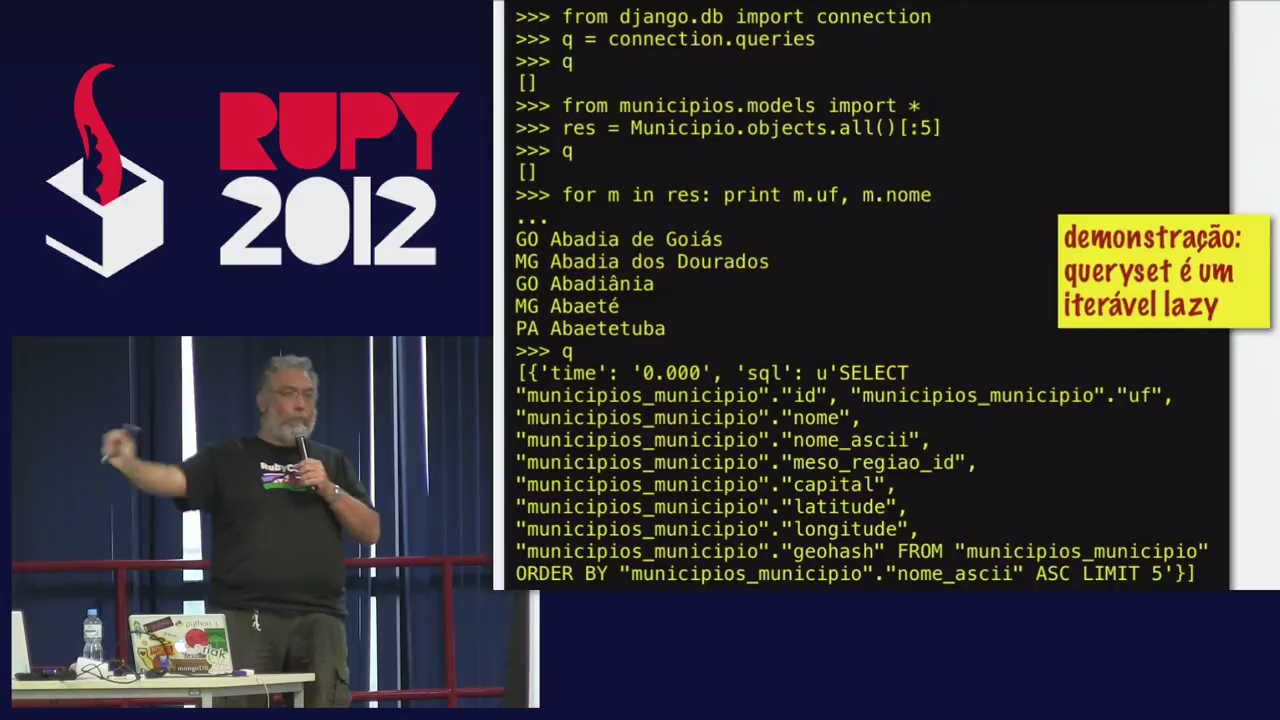 RUPY
2012
>>> from django.db import connection
>>> q = connection.queries
>>> q
[]
>>> from municipios.models import *
>>> res = Municipio.objects.all()[:5]
>>> q
[]
>>> for m in res: print m.uf, m.nome
...
GO Abadia de Goiás
MG Abadia dos Dourados
GO Abadiânia
MG Abaeté
PA Abaetetuba
>>> q
[{'time': '0.000', 'sql': u'SELECT
"municipios_municipio"."id", "municipios_municipio"."uf",
"municipios_municipio"."nome",
"municipios_municipio"."nome_ascii",
"municipios_municipio"."meso_regiao_id",
"municipios_municipio"."capital",
"municipios_municipio"."latitude",
"municipios_municipio"."longitude",
"municipios_municipio"."geohash" FROM "municipios_municipio"
ORDER BY "municipios_municipio"."nome_ascii" ASC LIMIT 5'}]
demonstração:
queryset é um
iterável lazy
python
riak
mongoDB